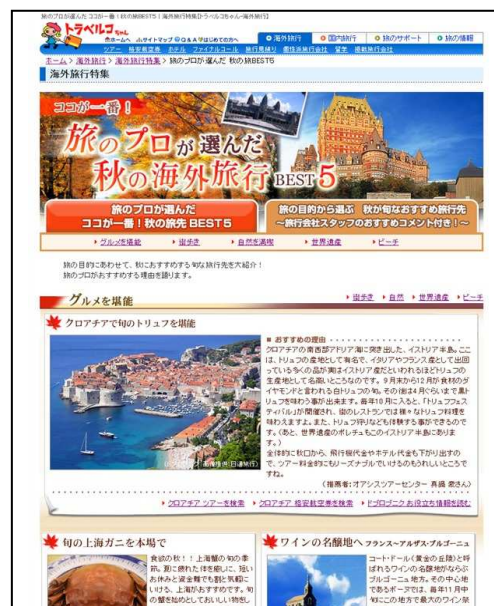 旅のプロが選んだ ココが一番！秋の旅BEST5｜海外旅行特集[トラベルコちゃん-海外旅行]
トラベルコちゃん
ホームへ サイトマップ Q&A はじめての方へ
海外旅行 国内旅行 旅のサポート 旅の情報
ツアー 格安航空券 ホテル ファイナルコール 旅行見積り 個性派旅行会社 留学 掲載旅行会社
ホーム > 海外旅行 > 海外旅行特集 > 旅のプロが選んだ 秋の旅BEST5
海外旅行特集
ココが一番！
旅のプロが選んだ
秋の海外旅行BEST5
旅のプロが選んだ
ココが一番！秋の旅先 BEST5
旅の目的から選ぶ 秋が旬なおすすめ旅行先
～旅行会社スタッフのおすすめコメント付き！～
グルメを堪能 街歩き 自然を満喫 世界遺産 ビーチ
旅の目的にあわせて、秋におすすめする旬な旅行先を大紹介！
旅のプロがおすすめする理由を語ります。
グルメを堪能
街歩き 自然 世界遺産 ビーチ
クロアチアで旬のトリュフを堪能
■ おすすめの理由
クロアチアの南西部アドリア海に突き出した、イストリア半島。ここ
は、トリュフの産地として有名で、イタリアやフランス産として出回
っている多くの品が実はイストリア産だといわれるほどトリュフの
生産地として名高いところなのです。9月末から12月が食材のダ
イヤモンドと言われる白トリュフの旬。その後は4月ぐらいまで黒ト
リュフを味わう事が出来ます。毎年10月に入ると、「トリュフフェス
ティバル」が開催され、街のレストランでは様々なトリュフ料理を
味わえますよ。また、トリュフ狩りなども体験する事ができるので
す。（あと、世界遺産のポレチュもこのイストリア半島にありま
す。）
全体的に秋口から、飛行機代金やホテル代金も下がり出すの
で、ツアー料金的にもリーズナブルでいけるのもうれしいところで
すね。
クロアチア ツアーを検索 クロアチア 格安航空券を検索 ドブロブニク お役立ち情報を読む
旬の上海ガニを本場で
食欲の秋！！上海蟹の旬の季
節。夏に疲れた体を癒しに、短い
お休みと資金難でも割と気軽に
いける、上海がおすすめです。旬
の蟹を始めとしておいしい物をし
ワインの名醸地へ フランス～アルザス・ブルゴーニュ
コート・ドール（黄金の丘陵）と呼
ばれるワインの名醸地がならぶ
ブルゴーニュ地方。その中心地
であるボーヌでは、毎年11月中
旬にこの地方で最大のワイン祭